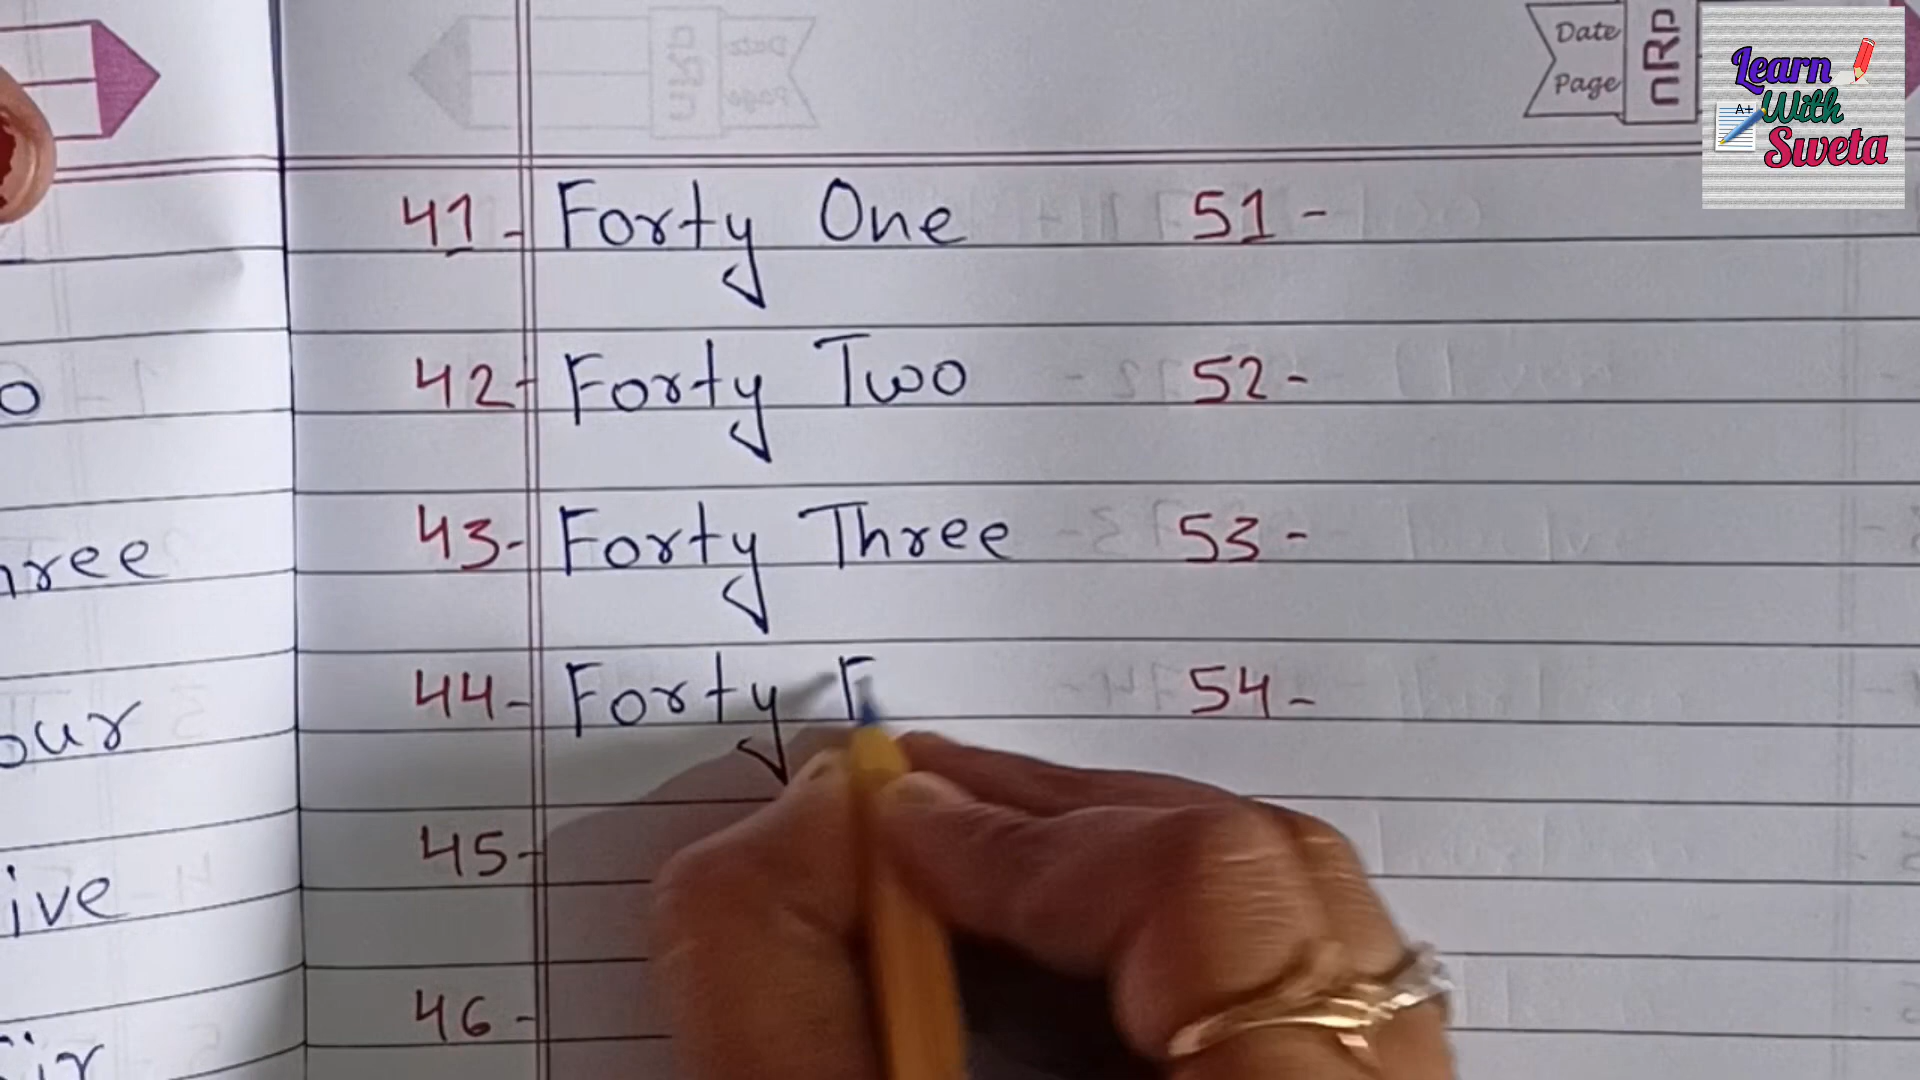 Date
Page
nRp
Learn
With
Sweta
A+
41- Forty One 51-
42- Forty Two 52-
43- Forty Three 53-
44- Forty F 54-
45-
46-
o
hree
our
ive